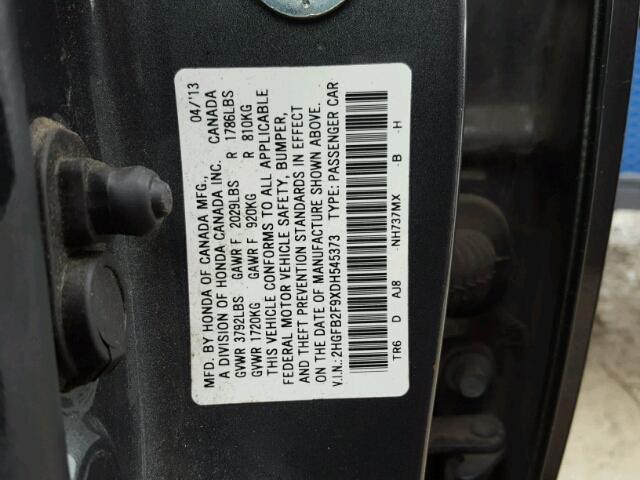 MFD. BY HONDA OF CANADA MFG., 04/'13
A DIVISION OF HONDA CANADA INC. CANADA
GVWR 3792LBS GAWR F 2029LBS R 1786LBS
GVWR 1720KG GAWR F 920KG R 810KG
THIS VEHICLE CONFORMS TO ALL APPLICABLE
FEDERAL MOTOR VEHICLE SAFETY, BUMPER,
AND THEFT PREVENTION STANDARDS IN EFFECT
ON THE DATE OF MANUFACTURE SHOWN ABOVE.
V.I.N.: 2HGFB2F9XDH545373 TYPE: PASSENGER CAR
TR6 D AJ8 -NH737MX -B -H